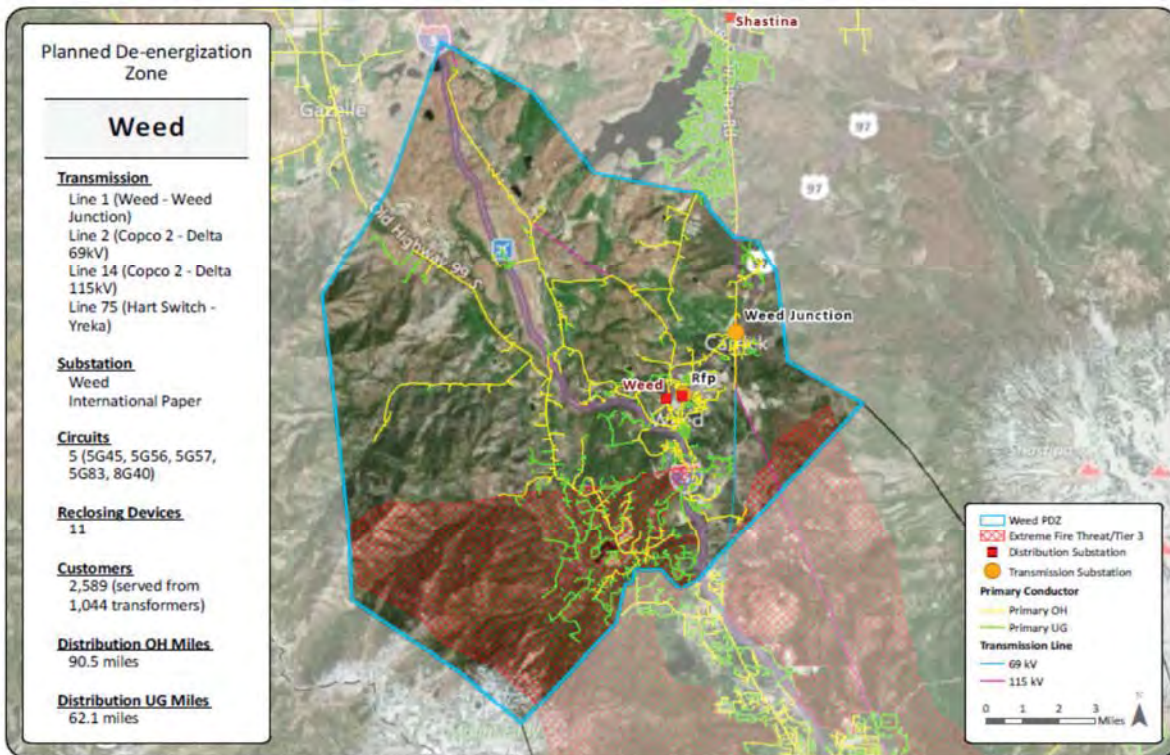 Planned De-energization
Zone
Weed
Transmission
Line 1 (Weed - Weed
Junction)
Line 2 (Copco 2 - Delta
69kV)
Line 14 (Copco 2 - Delta
115kV)
Line 75 (Hart Switch -
Yreka)
Substation
Weed
International Paper
Circuits
5 (5G45, 5G56, 5G57,
5G83, 8G40)
Reclosing Devices
11
Customers
2,589 (served from
1,044 transformers)
Distribution OH Miles
90.5 miles
Distribution UG Miles
62.1 miles
Shastina
Gazelle
97
97
Old Highway 99 S
Weed Junction
Carrick
Weed
Rfp
Weed
Shastina
Weed PDZ
Extreme Fire Threat/Tier 3
Distribution Substation
Transmission Substation
Primary Conductor
Primary OH
Primary UG
Transmission Line
69 kV
115 kV
0 1 2 3
Miles